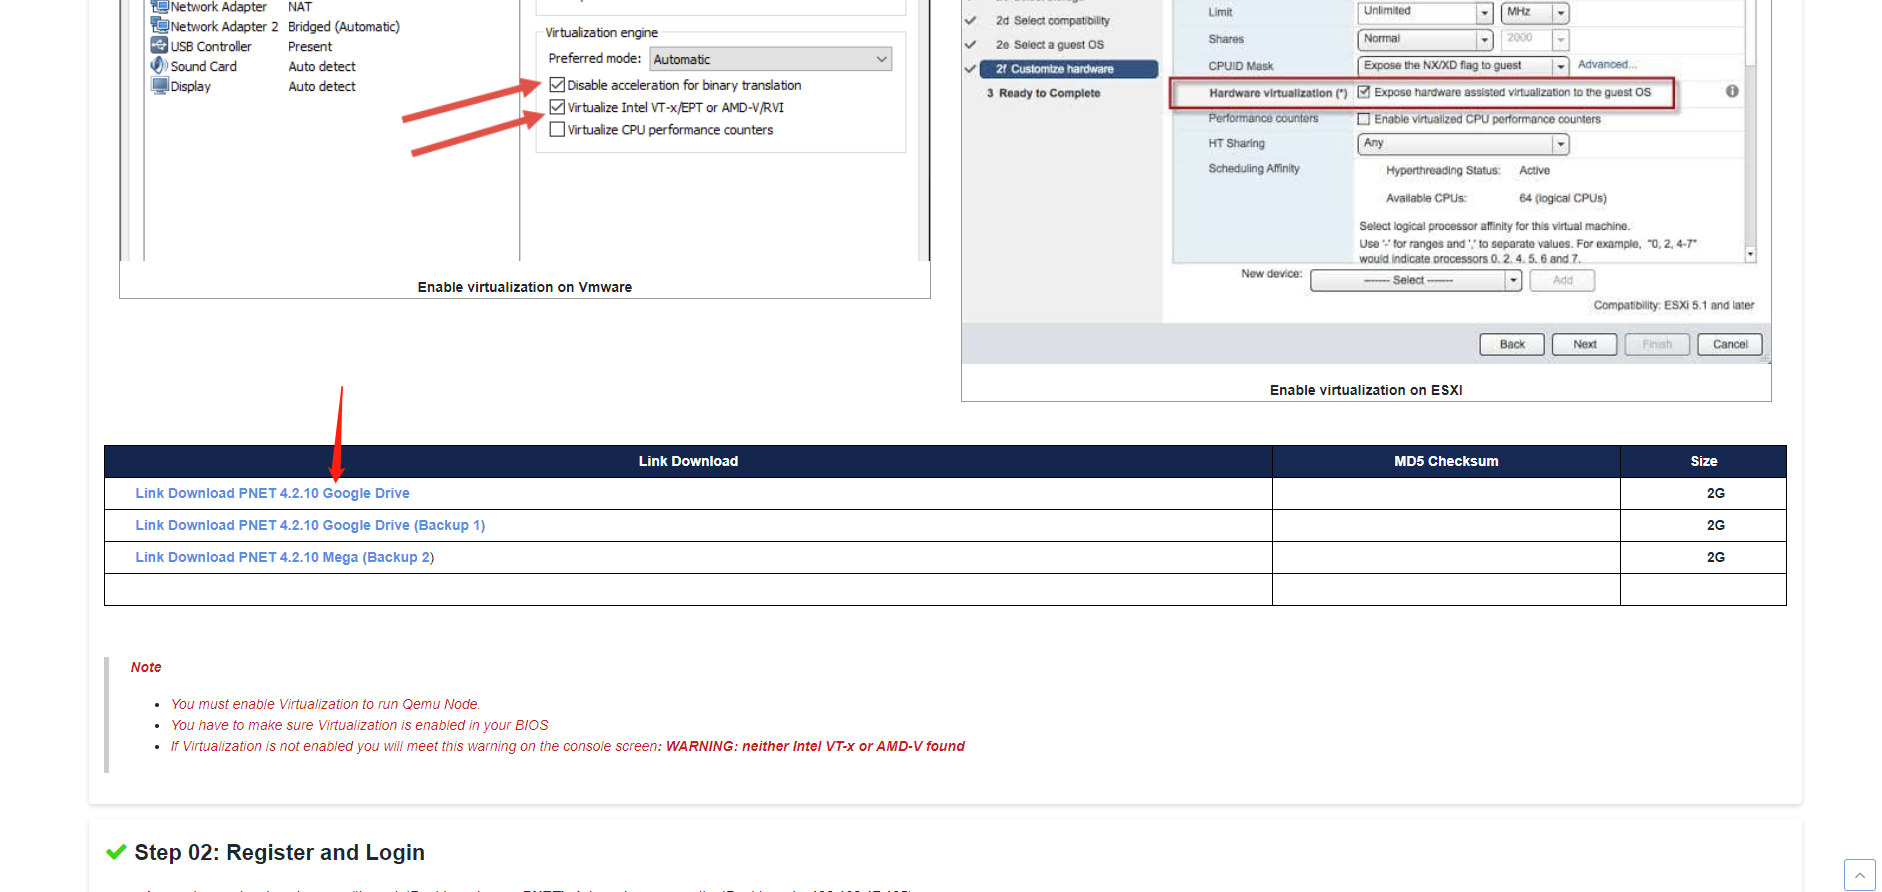 Network Adapter NAT
Network Adapter 2 Bridged (Automatic)
USB Controller Present
Sound Card Auto detect
Display Auto detect
Virtualization engine
Preferred mode: Automatic
Disable acceleration for binary translation
Virtualize Intel VT-x/EPT or AMD-V/RVI
Virtualize CPU performance counters
Enable virtualization on Vmware
2d Select compatibility
2e Select a guest OS
2f Customize hardware
3 Ready to Complete
Limit Unlimited MHz
Shares Normal 2000
CPUID Mask Expose the NX/XD flag to guest Advanced...
Hardware virtualization (*) Expose hardware assisted virtualization to the guest OS
Performance counters Enable virtualized CPU performance counters
HT Sharing Any
Scheduling Affinity Hyperthreading Status: Active
Available CPUs: 64 (logical CPUs)
Select logical processor affinity for this virtual machine.
Use '-' for ranges and ',' to separate values. For example, "0, 2, 4-7"
would indicate processors 0, 2, 4, 5, 6 and 7.
New device: ------- Select ------- Add
Compatibility: ESXi 5.1 and later
Back Next Finish Cancel
Enable virtualization on ESXI
Link Download MD5 Checksum Size
Link Download PNET 4.2.10 Google Drive 2G
Link Download PNET 4.2.10 Google Drive (Backup 1) 2G
Link Download PNET 4.2.10 Mega (Backup 2) 2G
Note
• You must enable Virtualization to run Qemu Node.
• You have to make sure Virtualization is enabled in your BIOS
• If Virtualization is not enabled you will meet this warning on the console screen: WARNING: neither Intel VT-x or AMD-V found
Step 02: Register and Login